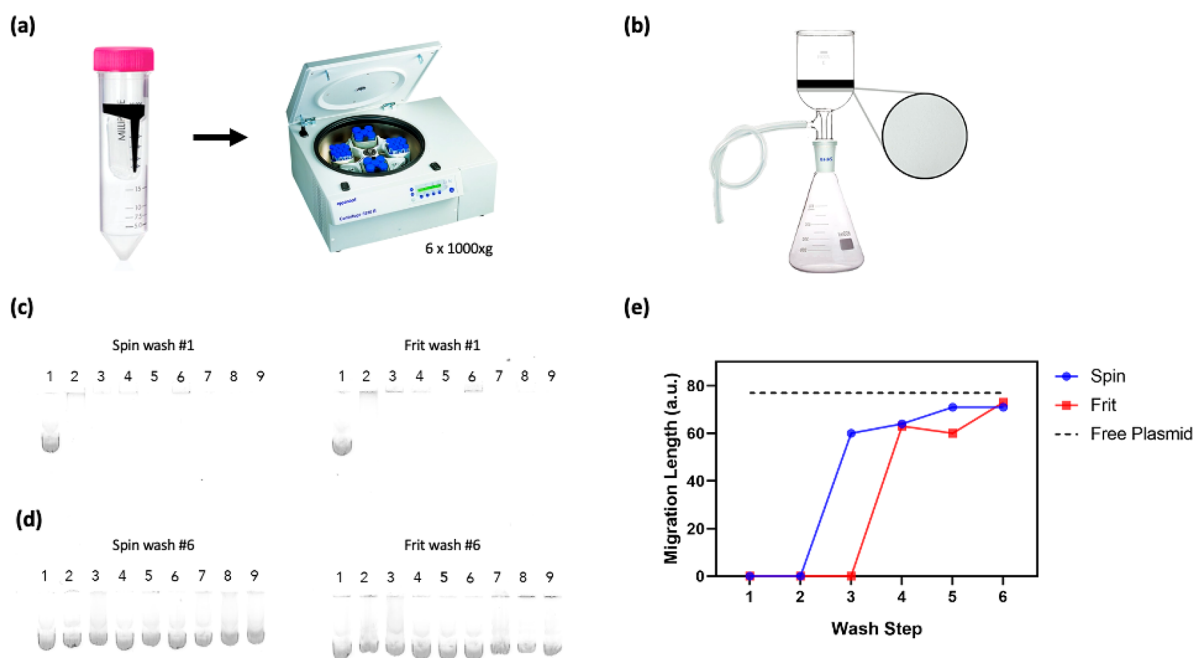 (a)
MILLIPORE
6 x 1000xg
(b)
(c)
Spin wash #1
1 2 3 4 5 6 7 8 9
Frit wash #1
1 2 3 4 5 6 7 8 9
(d)
Spin wash #6
1 2 3 4 5 6 7 8 9
Frit wash #6
1 2 3 4 5 6 7 8 9
(e)
Migration Length (a.u.)
80
60
40
20
0
1 2 3 4 5 6
Wash Step
Spin
Frit
Free Plasmid